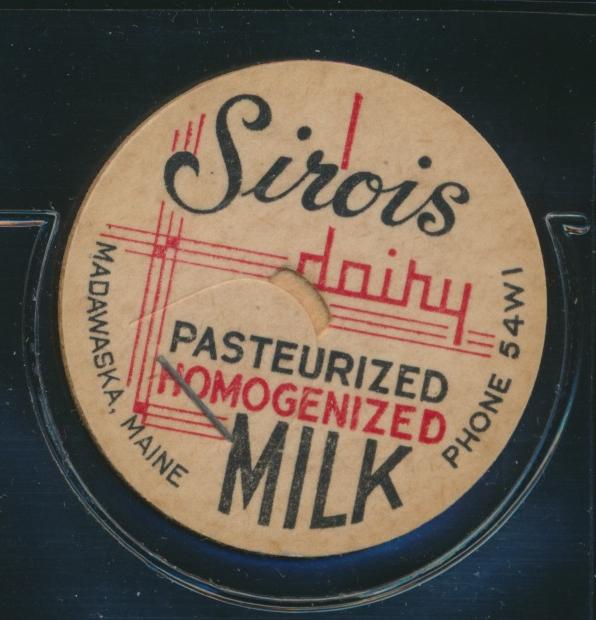 Sirois
dairy
PASTEURIZED
HOMOGENIZED
MILK
MADAWASKA, MAINE
PHONE 54W1